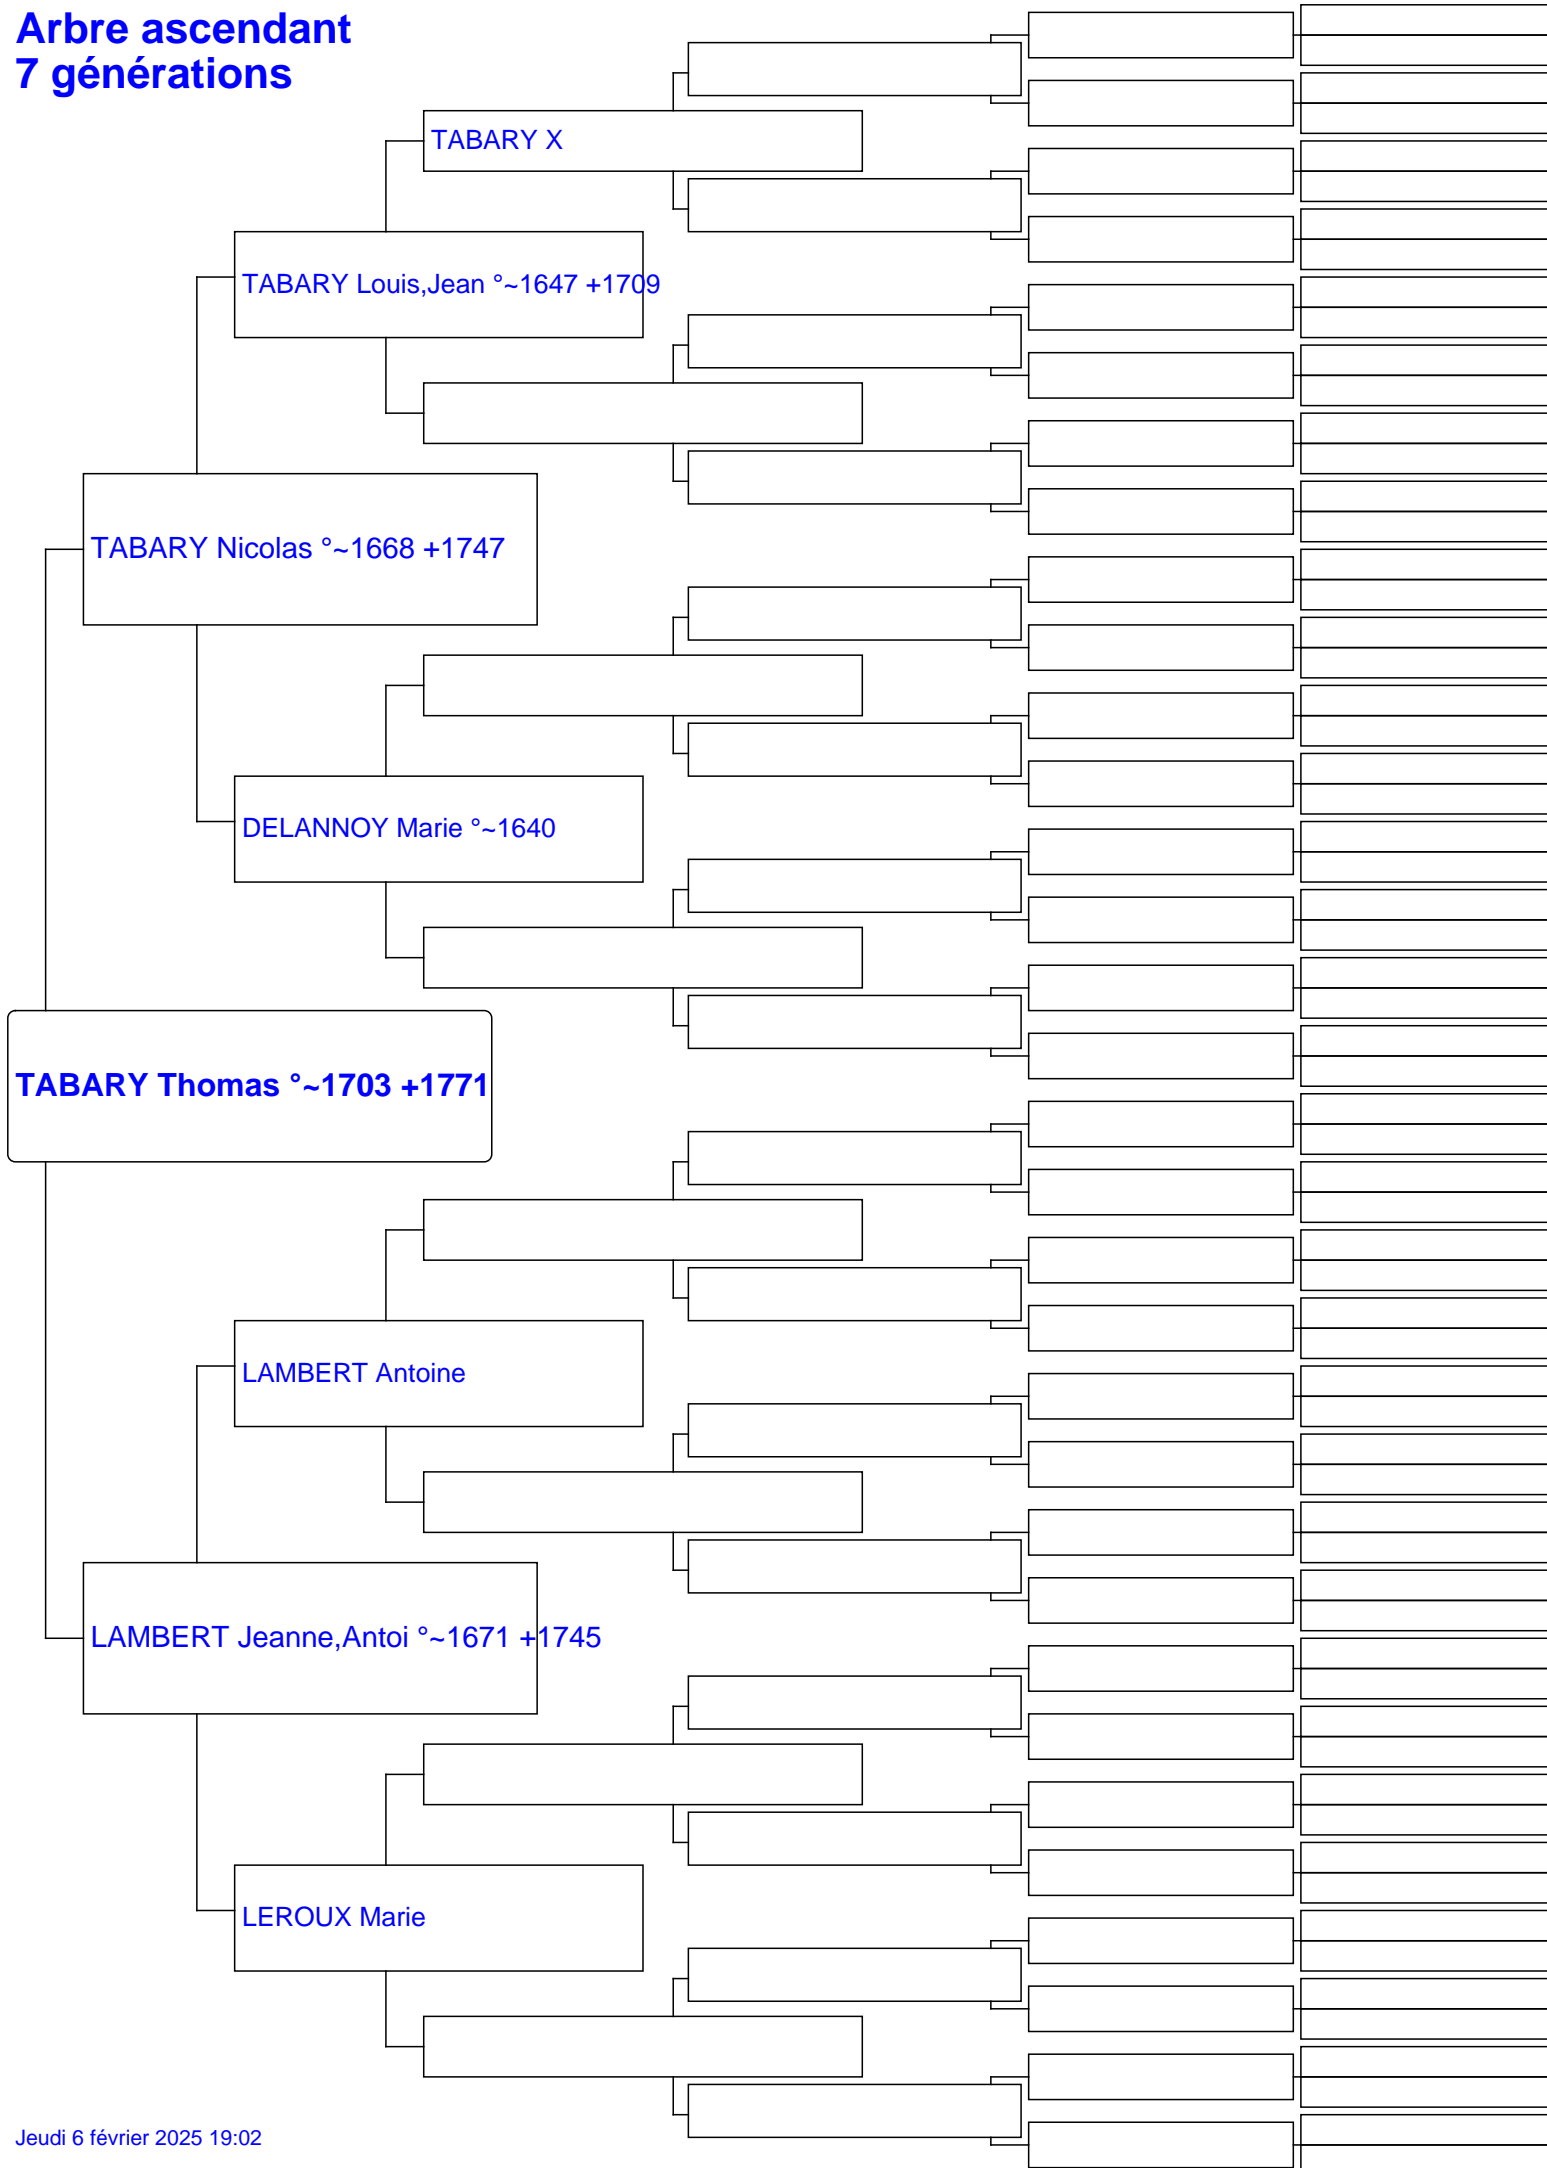 Arbre ascendant
7 générations
TABARY X
TABARY Louis,Jean °~1647 +1709
TABARY Nicolas °~1668 +1747
DELANNOY Marie °~1640
TABARY Thomas °~1703 +1771
LAMBERT Antoine
LAMBERT Jeanne,Antoi °~1671 +1745
LEROUX Marie
Jeudi 6 février 2025 19:02